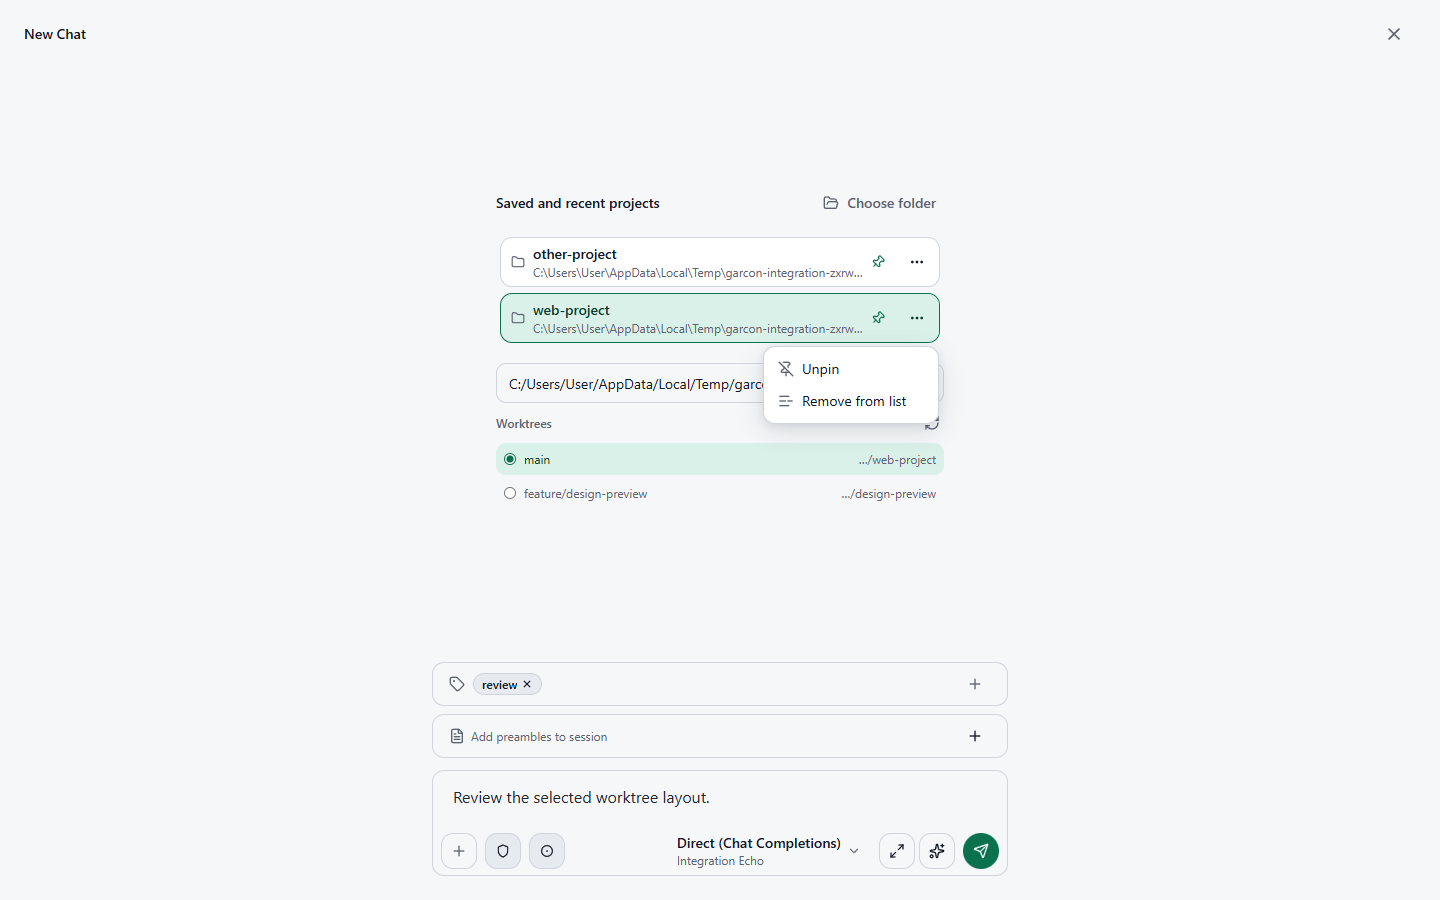 New Chat
Saved and recent projects
Choose folder
other-project
C:\Users\User\AppData\Local\Temp\garcon-integration-zxrw...
web-project
C:\Users\User\AppData\Local\Temp\garcon-integration-zxrw...
Unpin
C:/Users/User/AppData/Local/Temp/garc
Remove from list
Worktrees
main
.../web-project
feature/design-preview
.../design-preview
review
Add preambles to session
Review the selected worktree layout.
Direct (Chat Completions)
Integration Echo